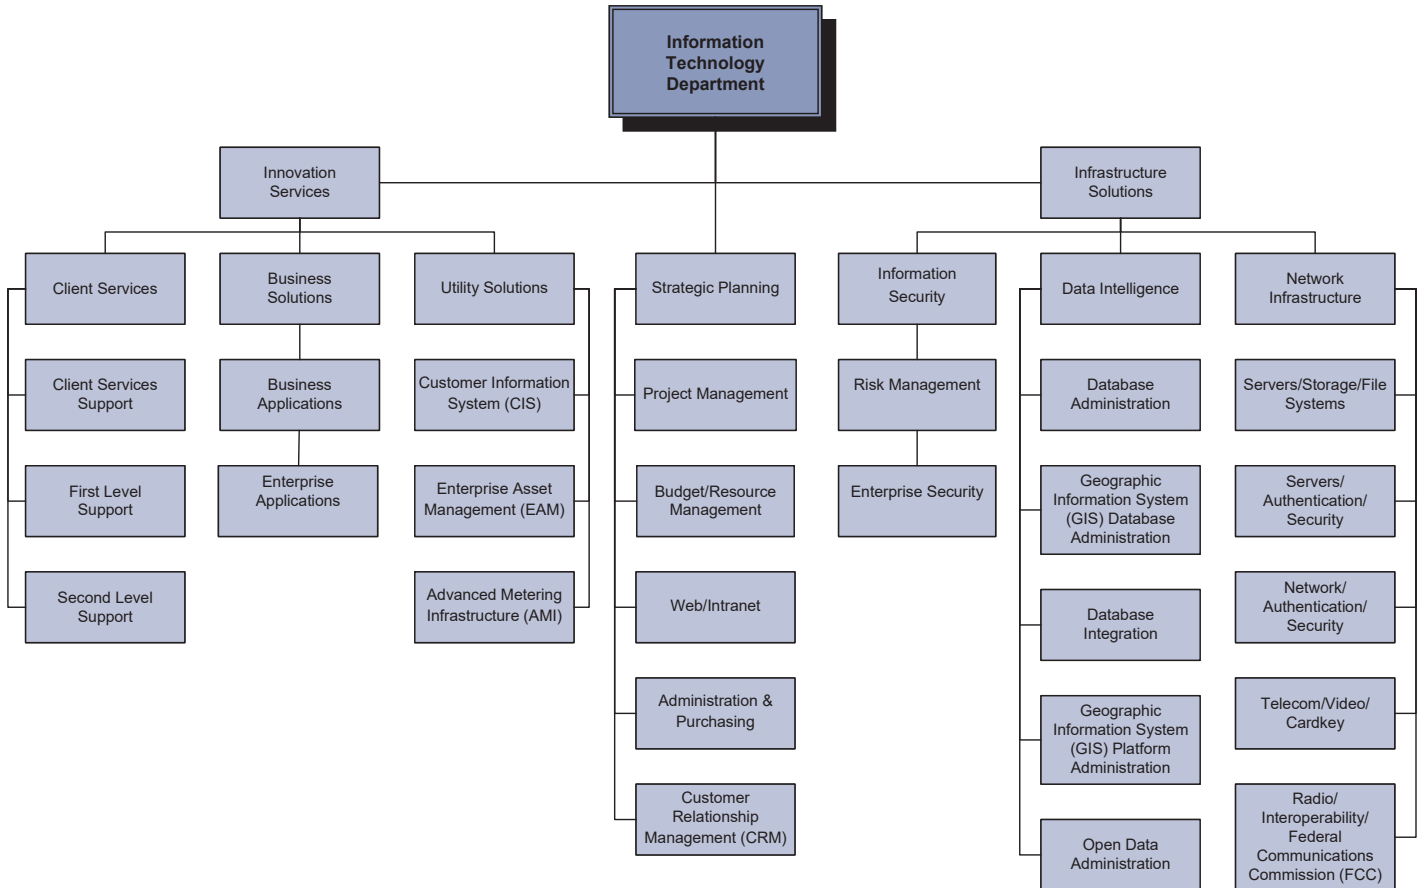 Information
Technology
Department
Innovation
Services
Infrastructure
Solutions
Client Services
Business
Solutions
Utility Solutions
Strategic Planning
Information
Security
Data Intelligence
Network
Infrastructure
Client Services
Support
Business
Applications
Customer Information
System (CIS)
Project Management
Risk Management
Database
Administration
Servers/Storage/File
Systems
First Level
Support
Enterprise
Applications
Enterprise Asset
Management (EAM)
Budget/Resource
Management
Enterprise Security
Geographic
Information System
(GIS) Database
Administration
Servers/
Authentication/
Security
Second Level
Support
Advanced Metering
Infrastructure (AMI)
Web/Intranet
Database
Integration
Network/
Authentication/
Security
Administration &
Purchasing
Geographic
Information System
(GIS) Platform
Administration
Telecom/Video/
Cardkey
Customer
Relationship
Management (CRM)
Open Data
Administration
Radio/
Interoperability/
Federal
Communications
Commission (FCC)